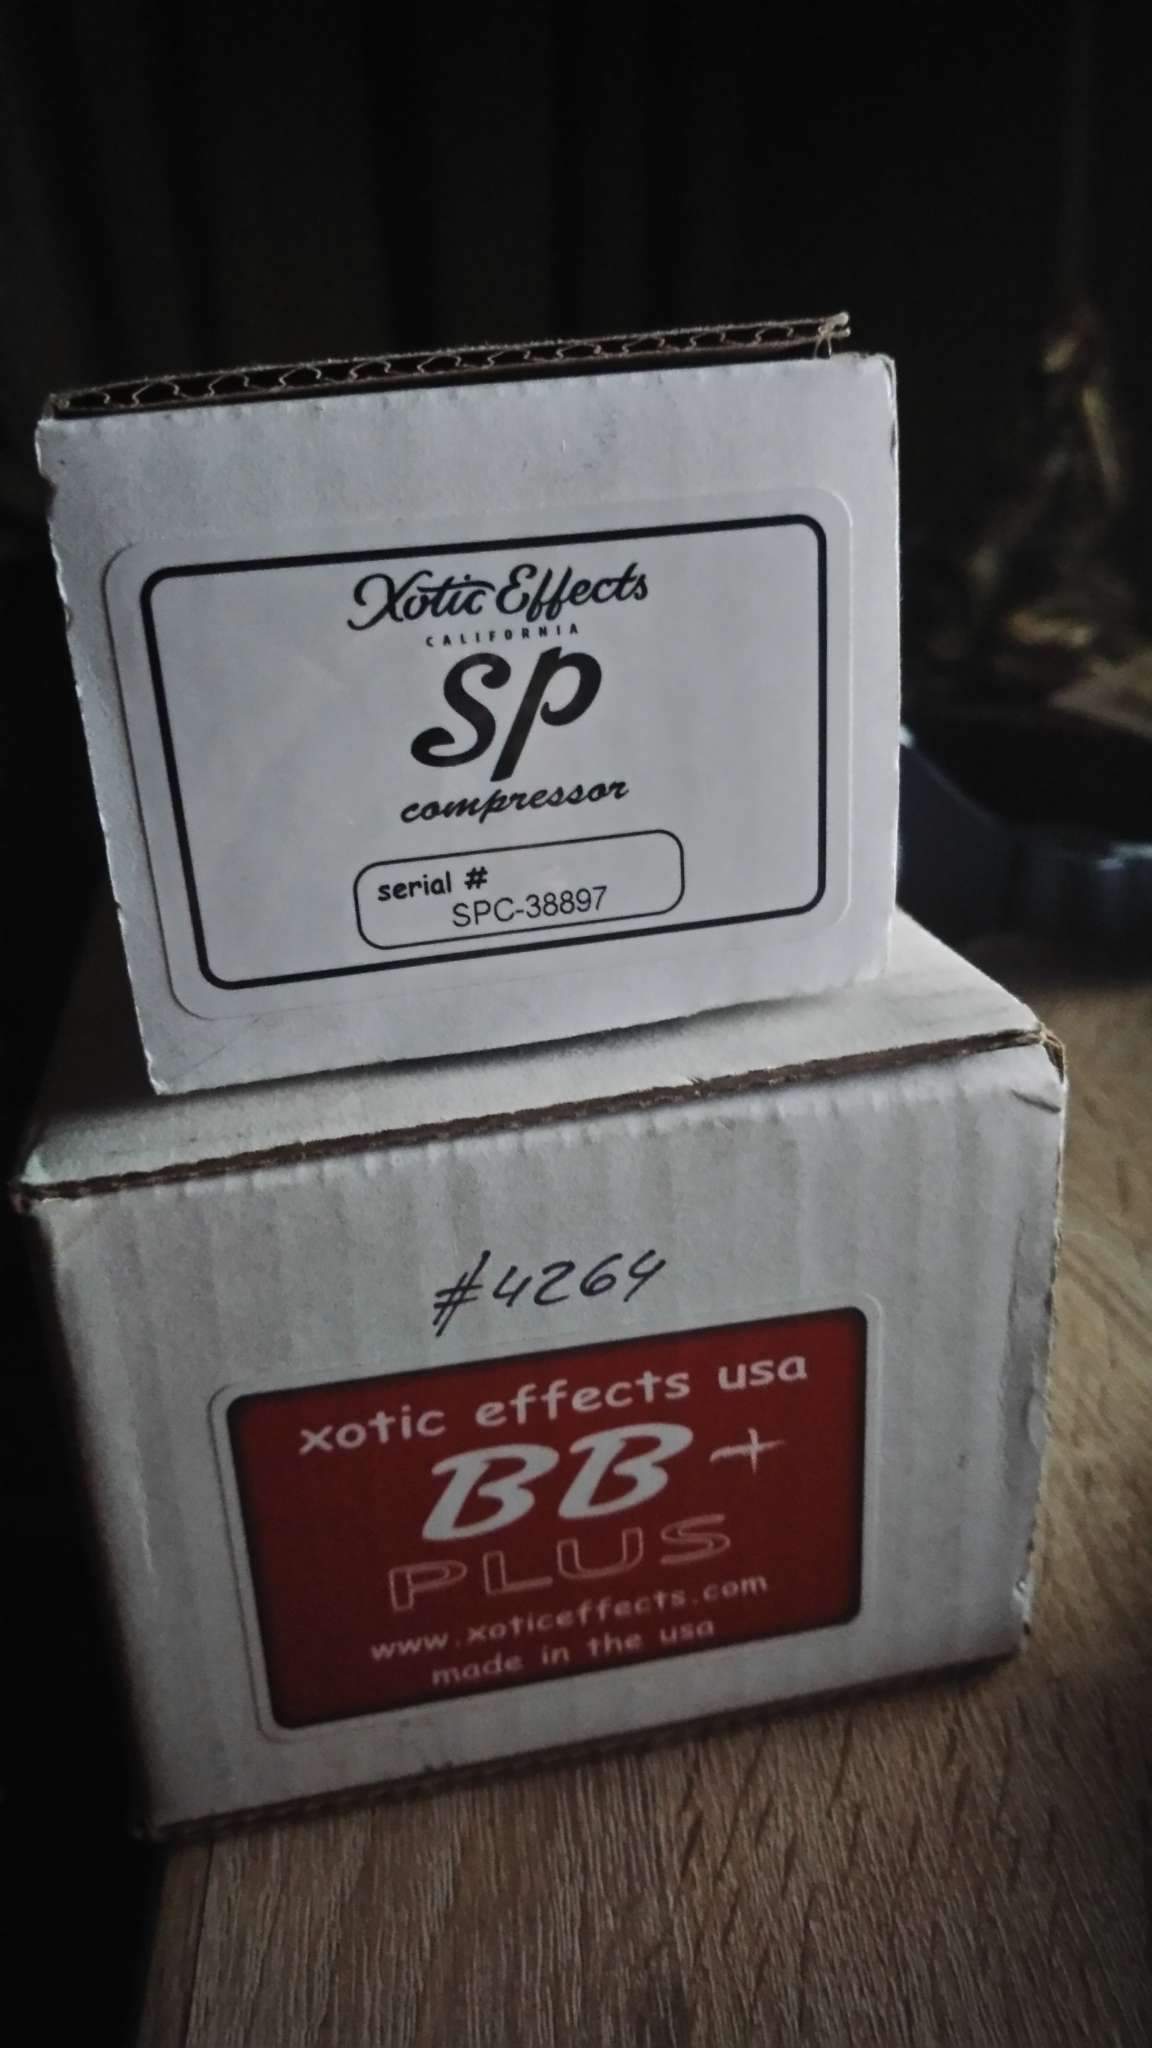 Xotic Effects
CALIFORNIA
SP
compressor
serial #
SPC-38897
#4264
xotic effects usa
BB+
PLUS
www.xoticeffects.com
made in the usa